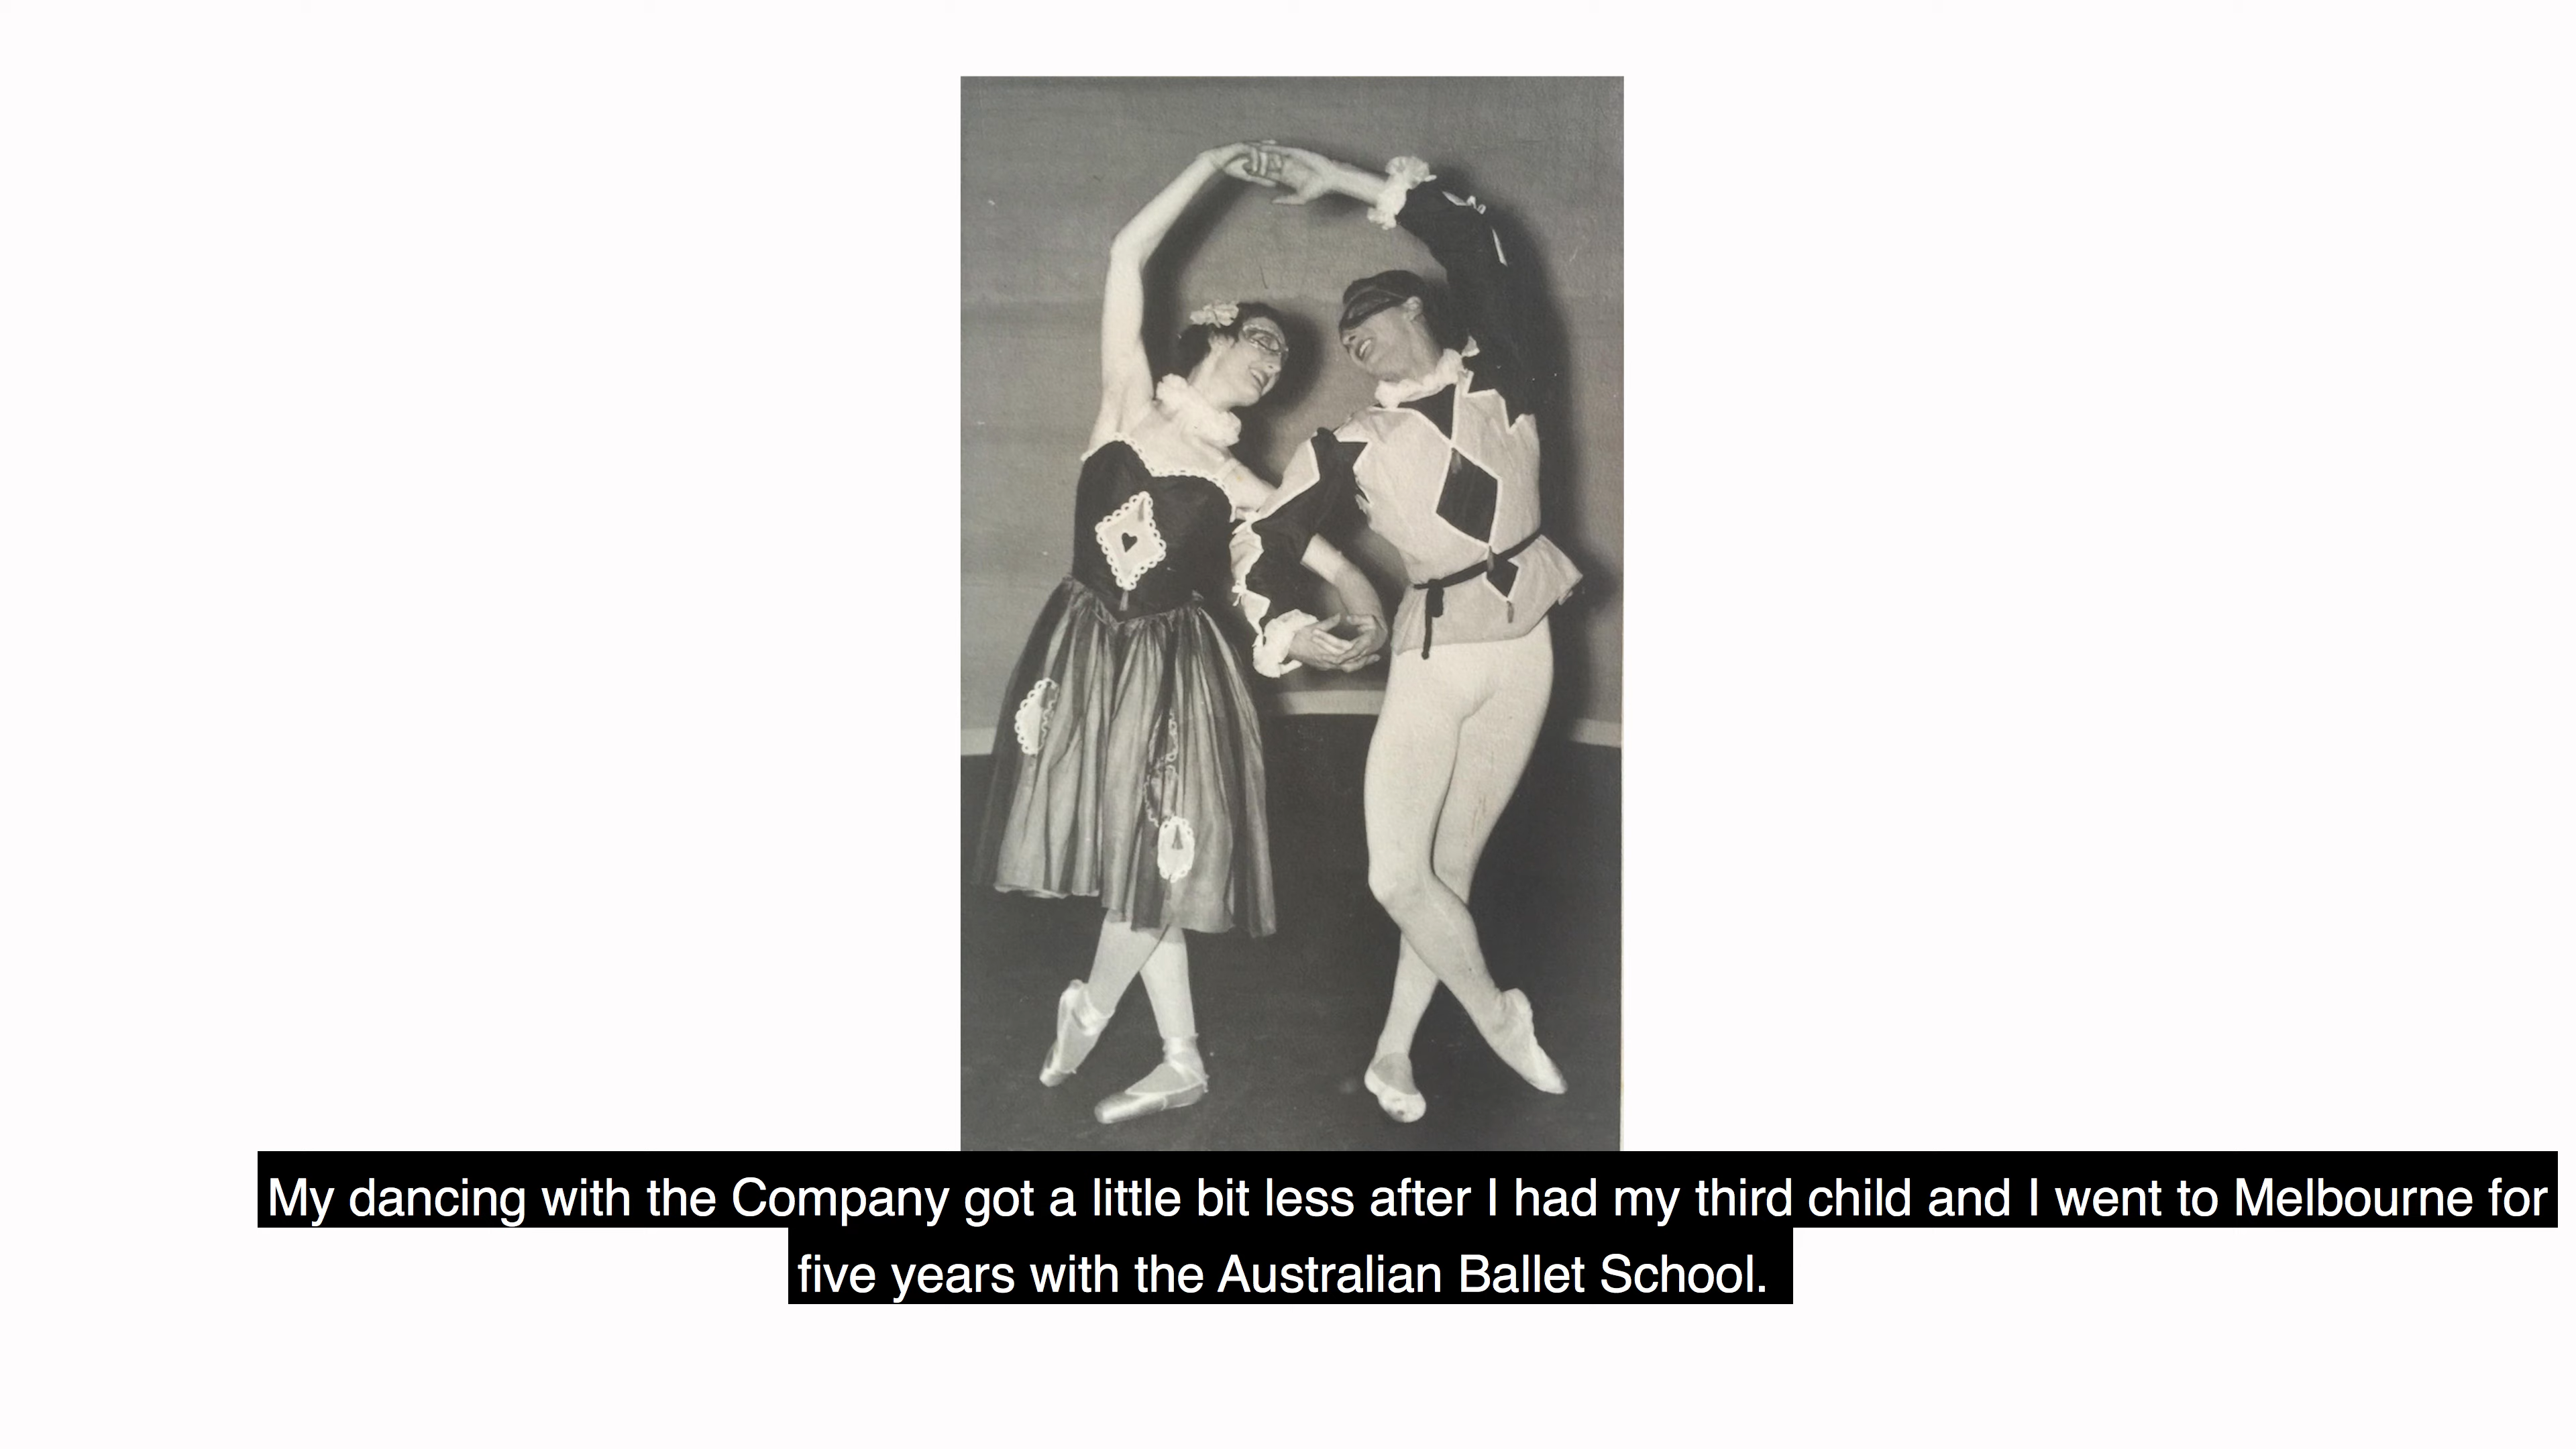 My dancing with the Company got a little bit less after I had my third child and I went to Melbourne for
five years with the Australian Ballet School.